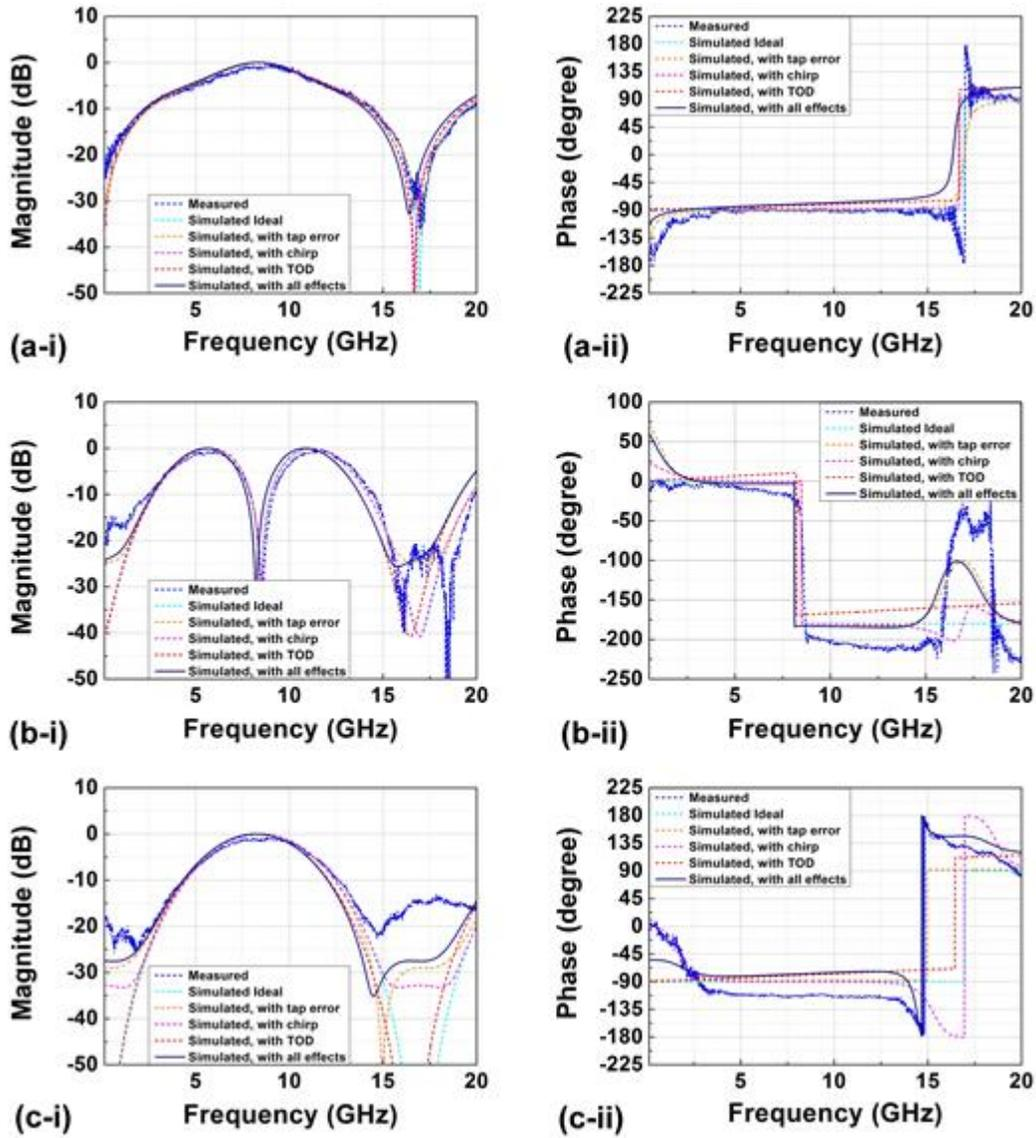 10
0
-10
-20
-30
-40
-50
Magnitude (dB)
Measured
Simulated Ideal
Simulated, with tap error
Simulated, with chirp
Simulated, with TOD
Simulated, with all effects
5
10
15
20
Frequency (GHz)
(a-i)
225
180
135
90
45
0
-45
-90
-135
-180
-225
Phase (degree)
Measured
Simulated Ideal
Simulated, with tap error
Simulated, with chirp
Simulated, with TOD
Simulated, with all effects
5
10
15
20
Frequency (GHz)
(a-ii)
10
0
-10
-20
-30
-40
-50
Magnitude (dB)
Measured
Simulated Ideal
Simulated, with tap error
Simulated, with chirp
Simulated, with TOD
Simulated, with all effects
5
10
15
20
Frequency (GHz)
(b-i)
100
50
0
-50
-100
-150
-200
-250
Phase (degree)
Measured
Simulated Ideal
Simulated, with tap error
Simulated, with chirp
Simulated, with TOD
Simulated, with all effects
5
10
15
20
Frequency (GHz)
(b-ii)
10
0
-10
-20
-30
-40
-50
Magnitude (dB)
Measured
Simulated Ideal
Simulated, with tap error
Simulated, with chirp
Simulated, with TOD
Simulated, with all effects
5
10
15
20
Frequency (GHz)
(c-i)
225
180
135
90
45
0
-45
-90
-135
-180
-225
Phase (degree)
Measured
Simulated Ideal
Simulated, with tap error
Simulated, with chirp
Simulated, with TOD
Simulated, with all effects
5
10
15
20
Frequency (GHz)
(c-ii)